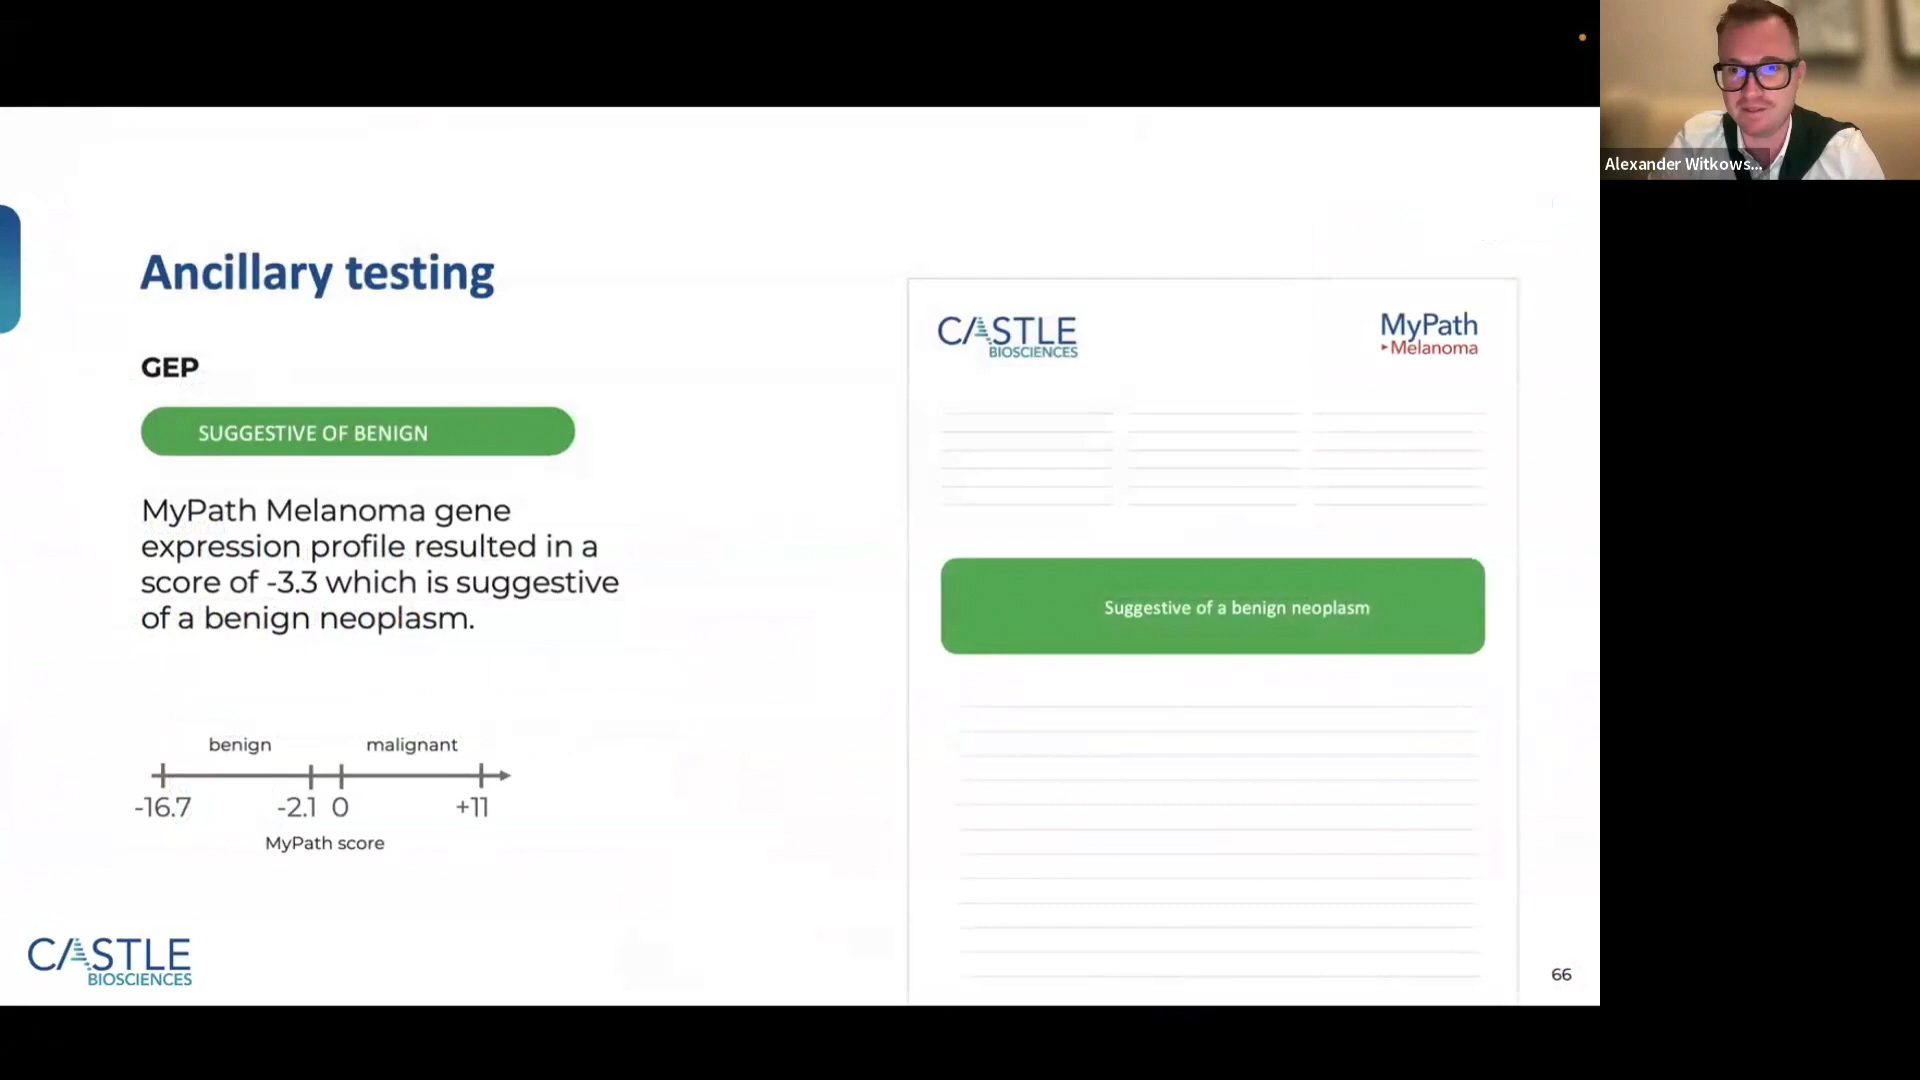 Alexander Witkows...
Ancillary testing
GEP
SUGGESTIVE OF BENIGN
MyPath Melanoma gene
expression profile resulted in a
score of -3.3 which is suggestive
of a benign neoplasm.
benign malignant
-16.7 -2.1 0 +11
MyPath score
CASTLE
BIOSCIENCES
CASTLE
BIOSCIENCES
MyPath
Melanoma
Suggestive of a benign neoplasm
66